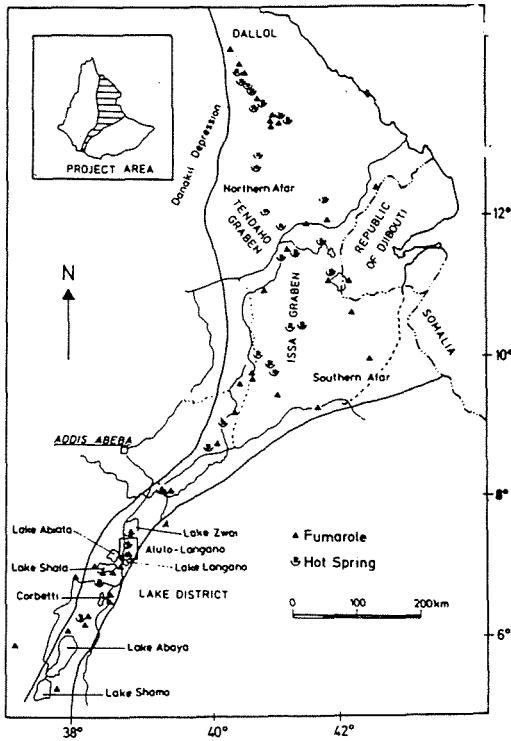 DALLOL
PROJECT AREA
Danakil Depression
Northern Afar
TENDAHO
GRABEN
REPUBLIC
OF DJIBOUTI
12°
N
ISSA GRABEN
SOMALIA
10°
Southern Afar
ADDIS ABEBA
8°
Lake Zwai
Lake Abiata
Aluto-Langano
Lake Shala
Lake Langano
Corbetti
LAKE DISTRICT
Fumarole
Hot Spring
0 100 200km
Lake Abaya
6°
Lake Shamo
38° 40° 42°